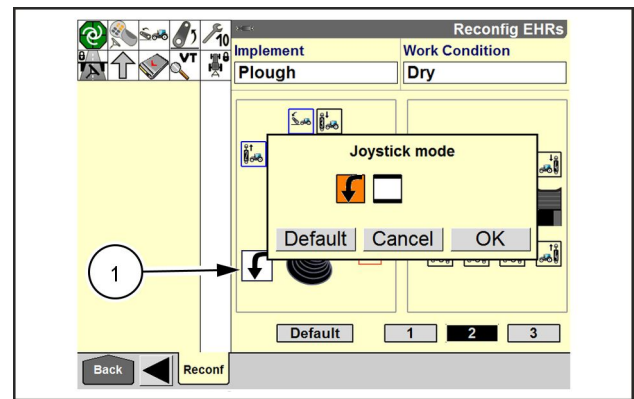 Reconfig EHRs
10
VT
Implement
Work Condition
Plough
Dry
Joystick mode
Default Cancel OK
1
Default 1 2 3
Back
Reconf